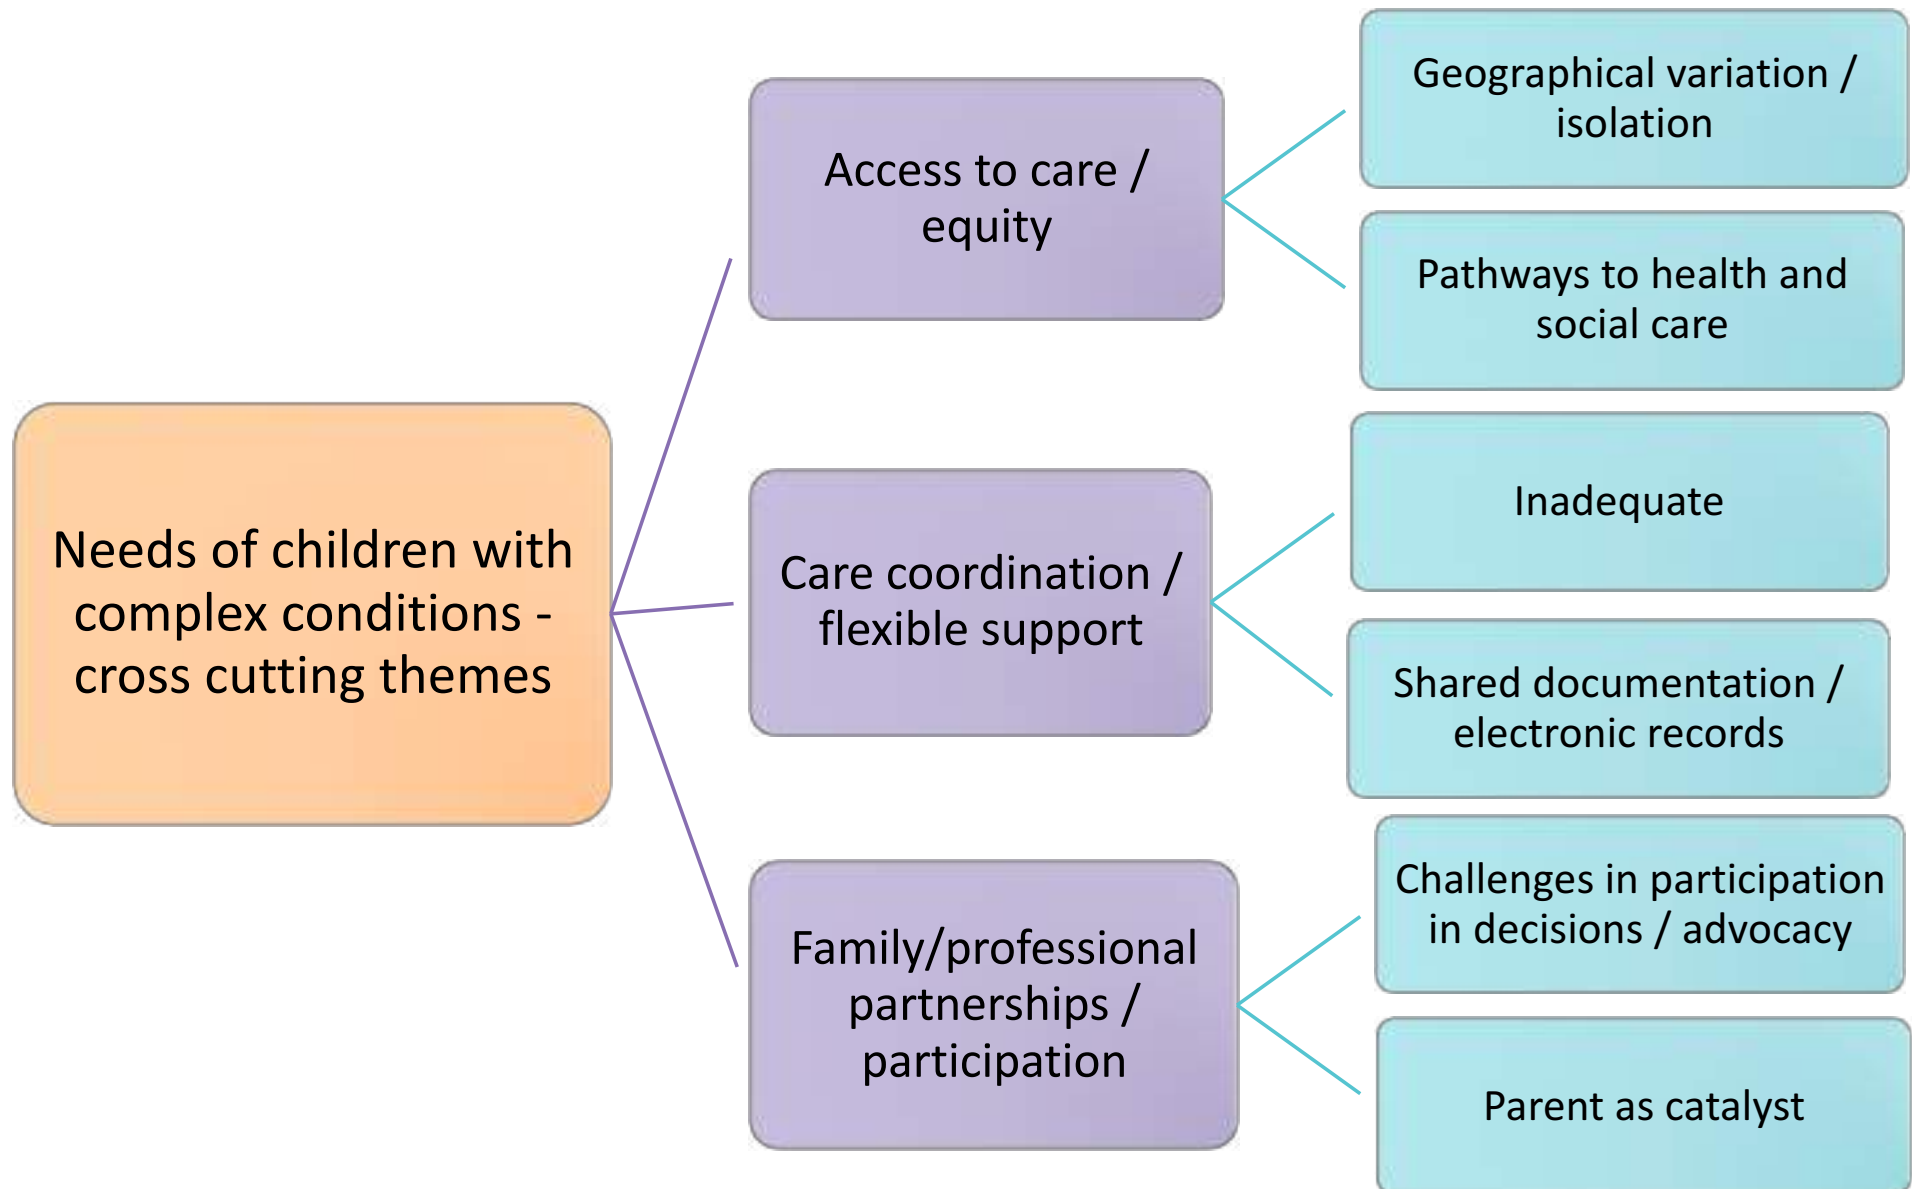 Needs of children with
complex conditions -
cross cutting themes
Access to care /
equity
Geographical variation /
isolation
Pathways to health and
social care
Care coordination /
flexible support
Inadequate
Shared documentation /
electronic records
Family/professional
partnerships /
participation
Challenges in participation
in decisions / advocacy
Parent as catalyst